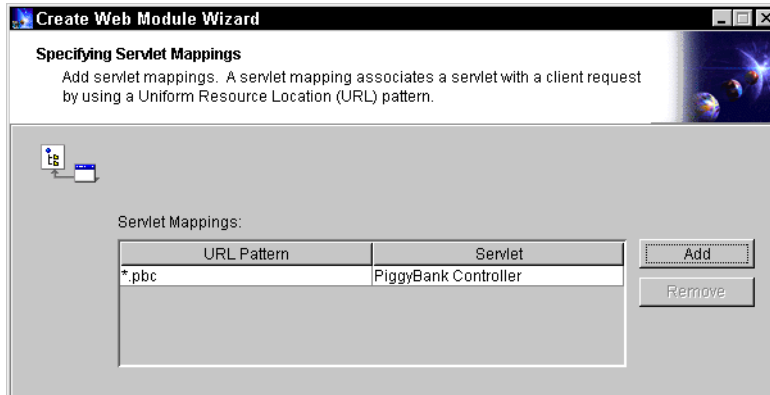 Create Web Module Wizard
Specifying Servlet Mappings
Add servlet mappings. A servlet mapping associates a servlet with a client request
by using a Uniform Resource Location (URL) pattern.
Servlet Mappings:
URL Pattern Servlet
*.pbc PiggyBank Controller
Add
Remove